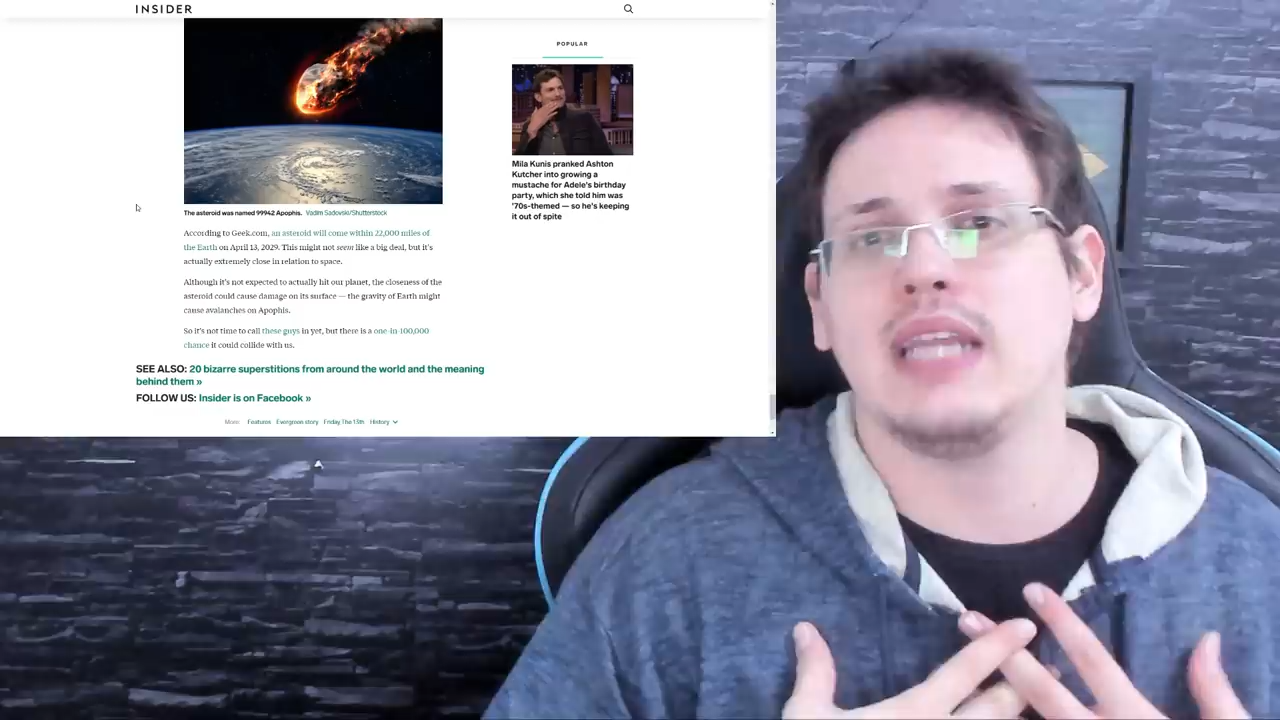 INSIDER
POPULAR
Mila Kunis pranked Ashton
Kutcher into growing a
mustache for Adele's birthday
party, which she told him was
'70s-themed — so he's keeping
it out of spite
The asteroid was named 99942 Apophis. Vadim Sadovski/Shutterstock
According to Geek.com, an asteroid will come within 22,000 miles of
the Earth on April 13, 2029. This might not seem like a big deal, but it's
actually extremely close in relation to space.
Although it's not expected to actually hit our planet, the closeness of the
asteroid could cause damage on its surface — the gravity of Earth might
cause avalanches on Apophis.
So it's not time to call these guys in yet, but there is a one-in-100,000
chance it could collide with us.
SEE ALSO: 20 bizarre superstitions from around the world and the meaning
behind them »
FOLLOW US: Insider is on Facebook »
More: Features Evergreen story Friday The 13th History